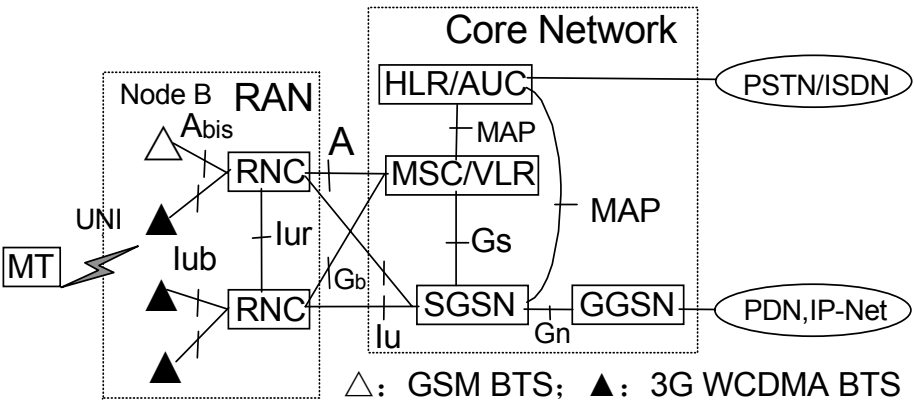 Core Network
Node B RAN
HLR/AUC
PSTN/ISDN
Abis
A
MAP
RNC
MSC/VLR
UNI
MAP
Iur
Gs
MT
Iub
Gb
RNC
SGSN
GGSN
PDN,IP-Net
Iu
Gn
△：GSM BTS；▲：3G WCDMA BTS